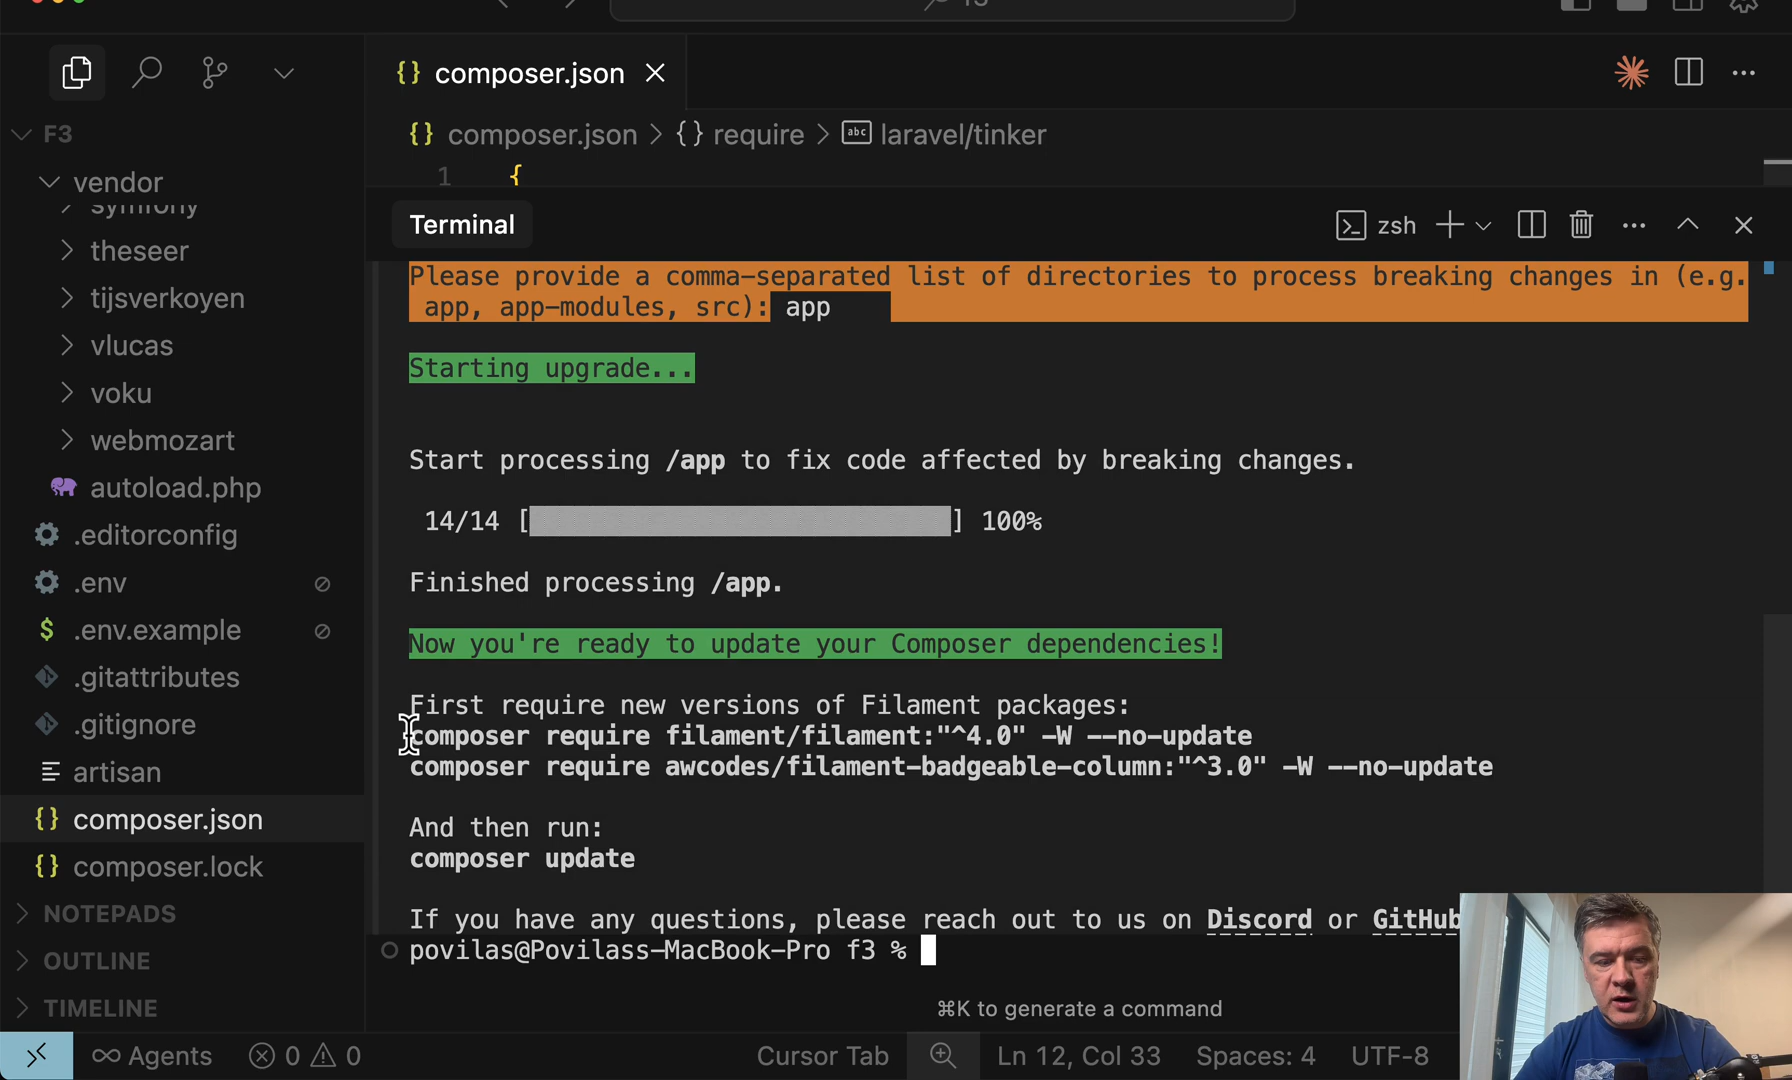 f3
composer.json
F3
composer.json > {} require > abc laravel/tinker
vendor
1 {
symfony
Terminal
zsh
theseer
Please provide a comma-separated list of directories to process breaking changes in (e.g.
tijsverkoyen
app, app-modules, src): app
vlucas
Starting upgrade...
voku
webmozart
Start processing /app to fix code affected by breaking changes.
autoload.php
14/14 [ ] 100%
.editorconfig
.env
Finished processing /app.
.env.example
Now you're ready to update your Composer dependencies!
.gitattributes
First require new versions of Filament packages:
.gitignore
composer require filament/filament:"^4.0" -W --no-update
artisan
composer require awcodes/filament-badgeable-column:"^3.0" -W --no-update
composer.json
And then run:
composer.lock
composer update
NOTEPADS
If you have any questions, please reach out to us on Discord or GitHub
OUTLINE
povilas@Povilass-MacBook-Pro f3 %
TIMELINE
⌘K to generate a command
Agents 0 0 Cursor Tab Ln 12, Col 33 Spaces: 4 UTF-8